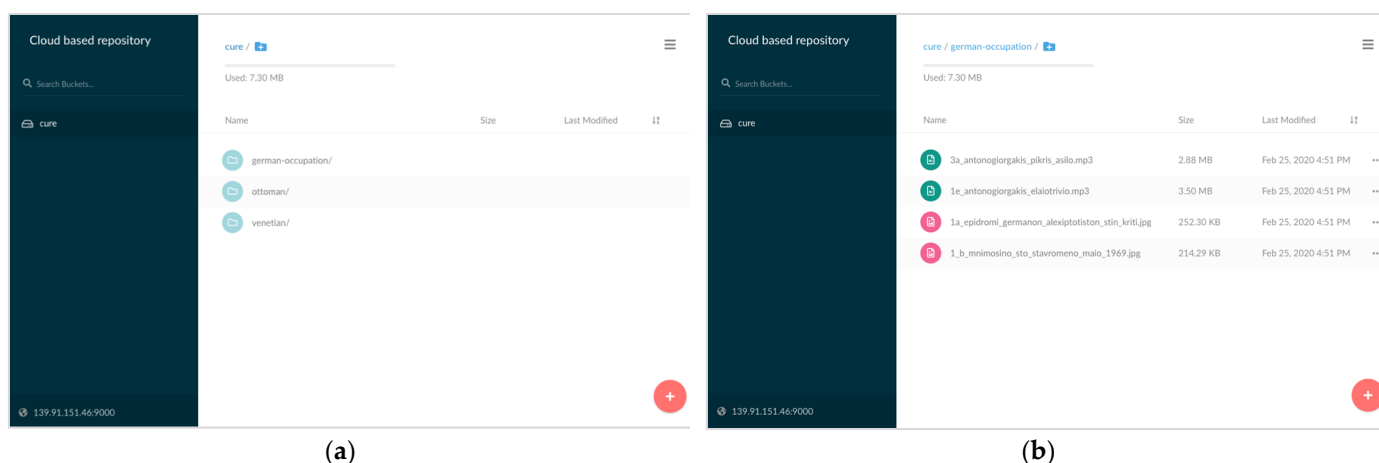 Cloud based repository
Search Buckets...
cure
139.91.151.46:9000
cure /
Used: 7.30 MB
Name Size Last Modified
german-occupation/
ottoman/
venetian/
(a)
Cloud based repository
Search Buckets...
cure
139.91.151.46:9000
cure / german-occupation /
Used: 7.30 MB
Name Size Last Modified
3a_antonogiorgakis_pikris_asilo.mp3 2.88 MB Feb 25, 2020 4:51 PM
1e_antonogiorgakis_elaiotrivio.mp3 3.50 MB Feb 25, 2020 4:51 PM
1a_epidromi_germanon_alexiptotiston_stin_kriti.jpg 252.30 KB Feb 25, 2020 4:51 PM
1_b_mnimosino_sto_stavromeno_maio_1969.jpg 214.29 KB Feb 25, 2020 4:51 PM
(b)